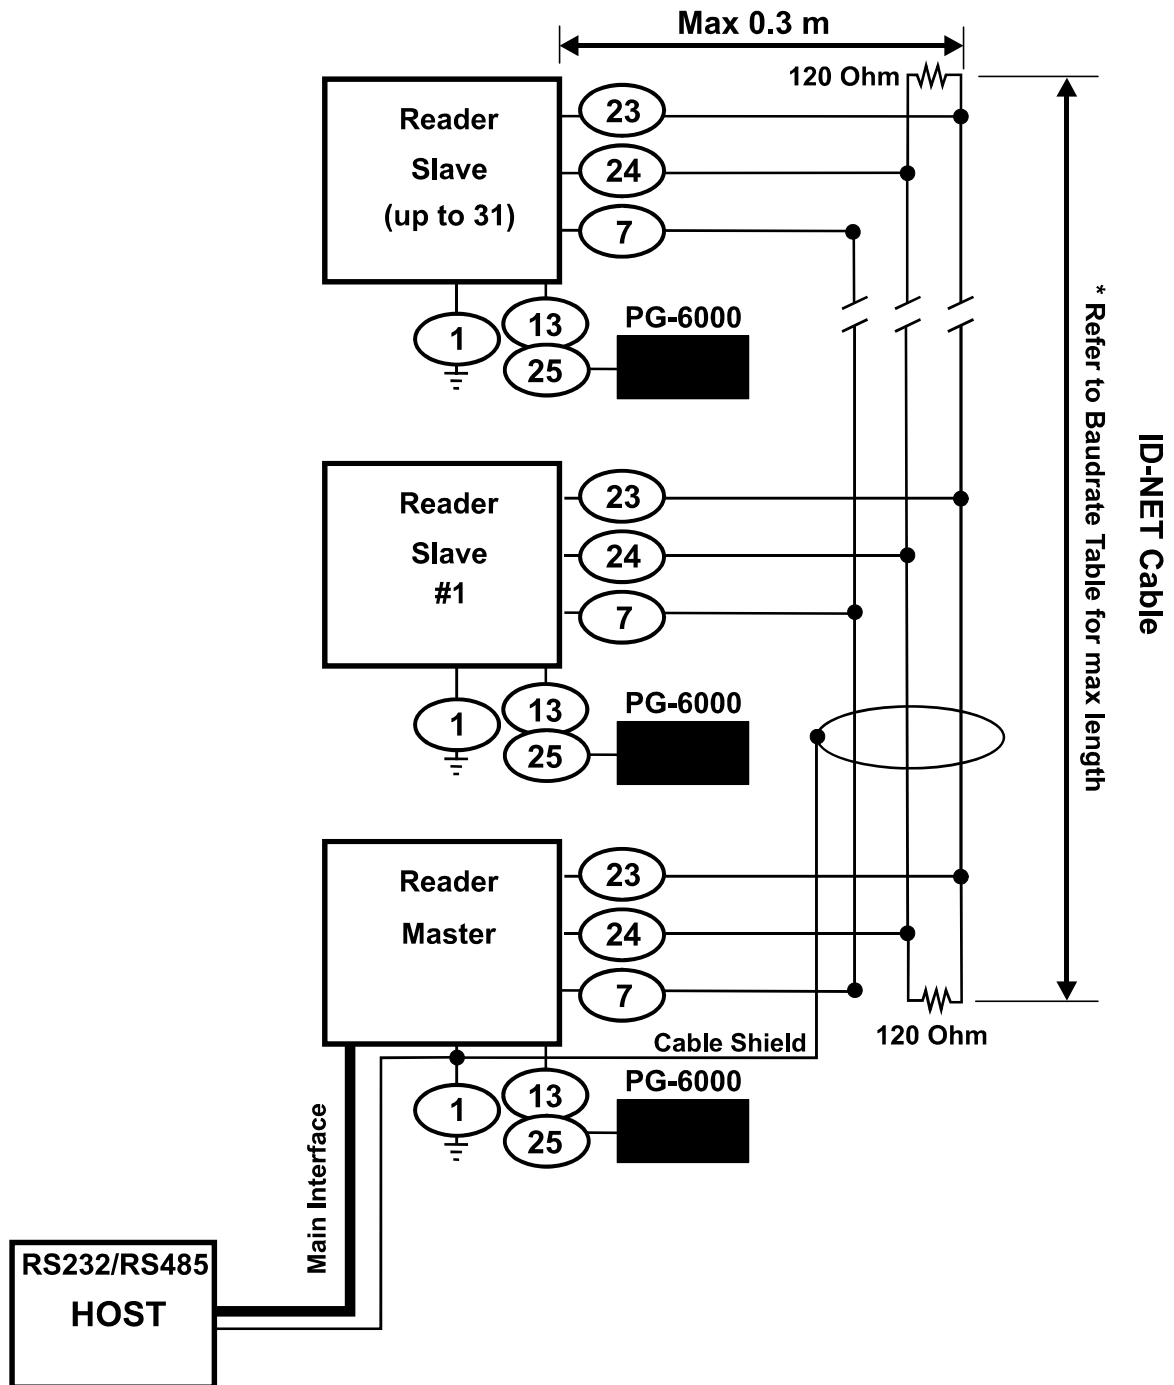 Max 0.3 m
120 Ohm
Reader
Slave
(up to 31)
23
24
7
1
13
25
PG-6000
Reader
Slave
#1
23
24
7
1
13
25
PG-6000
Reader
Master
23
24
7
120 Ohm
Cable Shield
1
13
25
PG-6000
Main Interface
RS232/RS485
HOST
* Refer to Baudrate Table for max length
ID-NET Cable